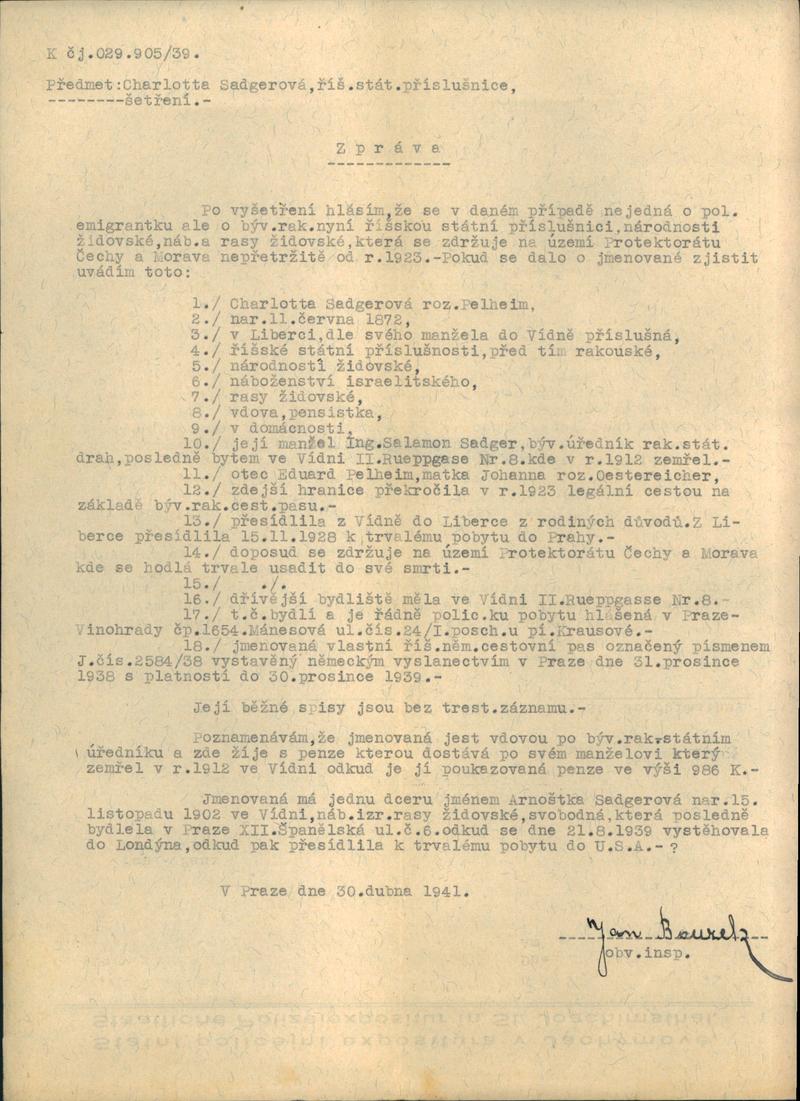 K čj.029.905/39.
Předmet:Charlotta Sadgerová,říš.stát.příslušnice,
--------šetření.-
Z p r á v a
------------
Po vyšetření hlásím,že se v daném případě nejedná o pol.
emigrantku ale o býv.rak.nyní říšskou státní příslušnici,národnosti
židovské,náb.a rasy židovské,která se zdržuje na území Protektorátu
Čechy a Morava nepřetržitě od r.1923.-Pokud se dalo o jmenované zjistit
uvádím toto:
1./ Charlotta Sadgerová roz.Pelheim,
2./ nar.11.června 1872,
3./ v Liberci,dle svého manžela do Vídně příslušná,
4./ říšské státní příslušnosti,před tím rakouské,
5./ národnosti židovské,
6./ náboženství israelitského,
7./ rasy židovské,
8./ vdova,pensistka,
9./ v domácnosti,
10./ její manžel Ing.Salamon Sadger,býv.úředník rak.stát.
drah,posledně bytem ve Vídni II.Rueppgase Nr.8.kde v r.1912 zemřel.-
11./ otec Eduard Pelheim,matka Johanna roz.Oestereicher,
12./ zdejší hranice překročila v r.1923 legální cestou na
základě býv.rak.cest.pasu.-
13./ přesídlila z Vídně do Liberce z rodiných důvodů.Z Li-
berce přesídlila 15.11.1928 k trvalému pobytu do Prahy.-
14./ doposud se zdržuje na území Protektorátu Čechy a Morava
kde se hodlá trvale usadit do své smrti.-
15./ ./.
16./ dřívější bydliště měla ve Vídni II.Rueppgasse Nr.8.-
17./ t.č.bydlí a je řádně polic.ku pobytu hlášená v Praze-
Vinohrady čp.1654.Mánesová ul.čís.24/I.posch.u pí.Krausové.-
18./ jmenovaná vlastní říš.něm.cestovní pas označený písmenem
J.čís.2584/38 vystavěný německým vyslanectvím v Praze dne 31.prosince
1938 s platností do 30.prosince 1939.-
Její běžné spisy jsou bez trest.záznamu.-
Poznamenávám,že jmenovaná jest vdovou po býv.rak.státním
úředníku a zde žije s penze kterou dostává po svém manželovi který
zemřel v r.1912 ve Vídni odkud je jí poukazovaná penze ve výši 986 K.-
Jmenovaná má jednu dceru jménem Arnoštka Sadgerová nar.15.
listopadu 1902 ve Vídni,náb.izr.rasy židovské,svobodná,která posledně
bydlela v Praze XII.Španělská ul.č.6.odkud se dne 21.8.1939 vystěhovala
do Londýna,odkud pak přesídlila k trvalému pobytu do U.S.A.- ?
V Praze dne 30.dubna 1941.
Jan
obv.insp.
Staatliche Polizeiexpositur in St. Joachimsthal.
Státní policejní expositura v Jáchymově.